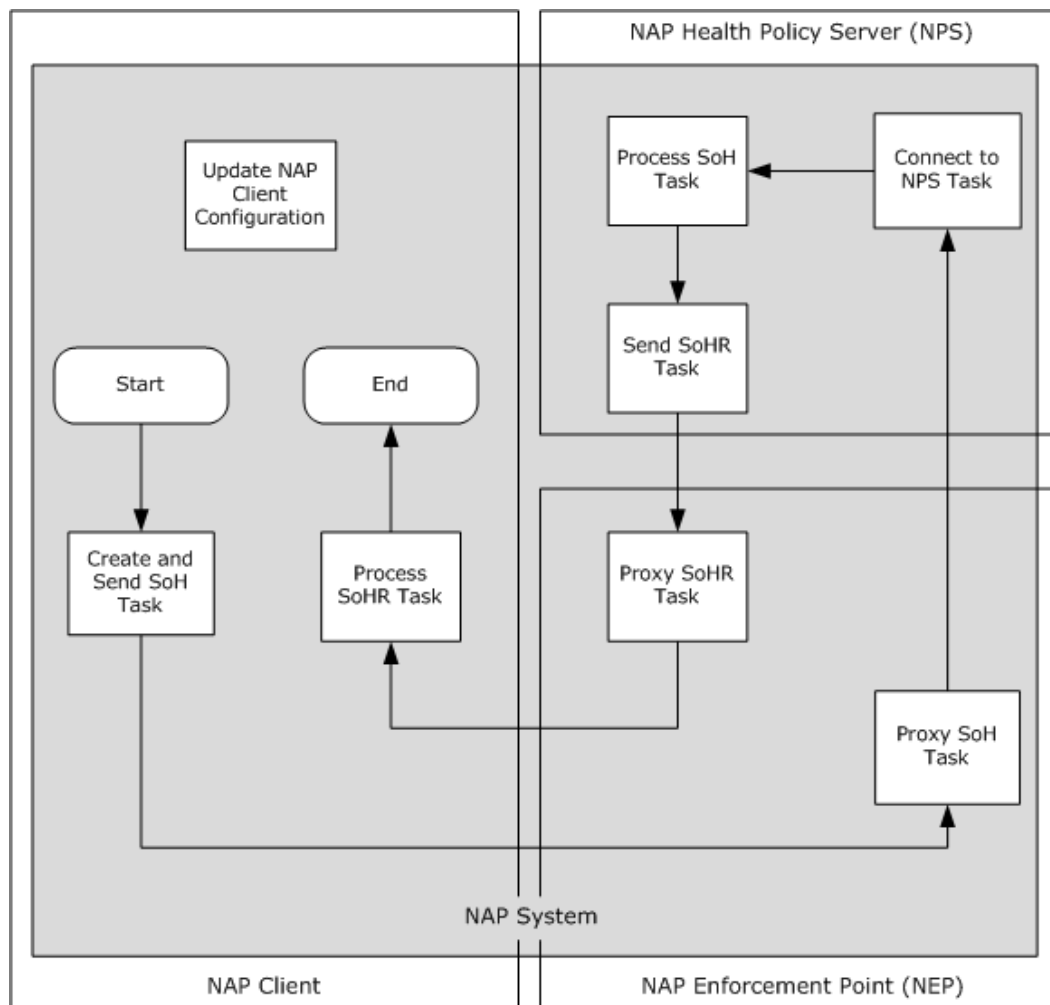 NAP Health Policy Server (NPS)
Update NAP
Client
Configuration
Process SoH
Task
Connect to
NPS Task
Send SoHR
Task
Start
End
Create and
Send SoH
Task
Process
SoHR Task
Proxy SoHR
Task
Proxy SoH
Task
NAP System
NAP Client
NAP Enforcement Point (NEP)